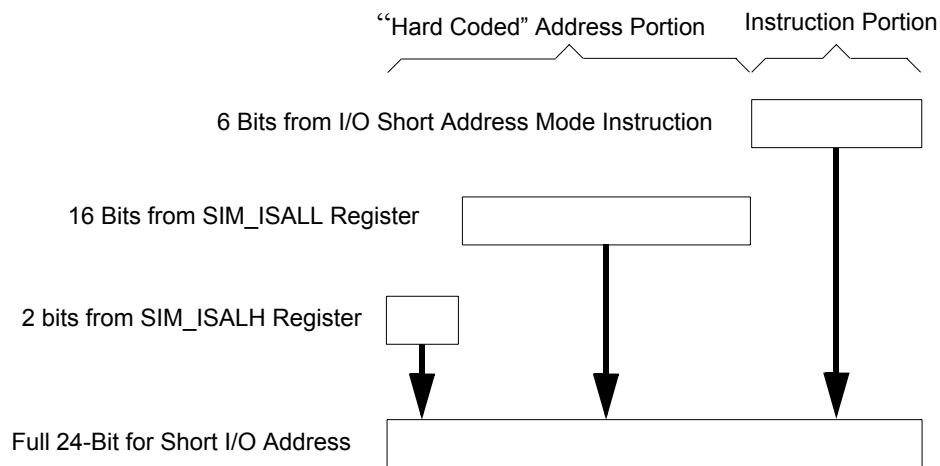 “Hard Coded” Address Portion
Instruction Portion
6 Bits from I/O Short Address Mode Instruction
16 Bits from SIM_ISALL Register
2 bits from SIM_ISALH Register
Full 24-Bit for Short I/O Address